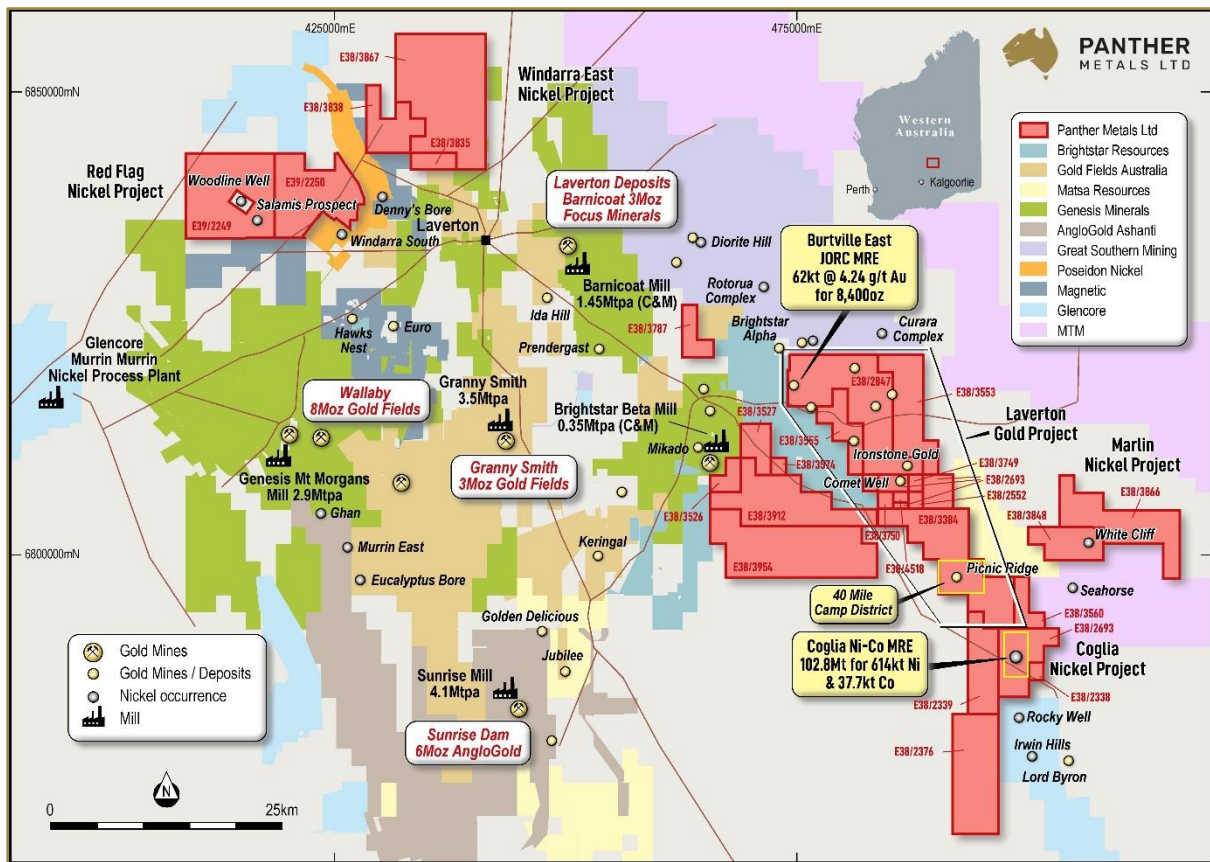 425000mE
475000mE
6850000mN
6800000mN
PANTHER
METALS LTD
Western
Australia
Perth
Kalgoorlie
Panther Metals Ltd
Brightstar Resources
Gold Fields Australia
Matsa Resources
Genesis Minerals
AngloGold Ashanti
Great Southern Mining
Poseidon Nickel
Magnetic
Glencore
MTM
E38/3867
E38/3838
E38/3835
Windarra East
Nickel Project
Red Flag
Nickel Project
Woodline Well
E39/2250
Salamis Prospect
E39/2249
Denny's Bore
Laverton
Windarra South
Laverton Deposits
Barnicoat 3Moz
Focus Minerals
Barnicoat Mill
1.45Mtpa (C&M)
Diorite Hill
Rotorua
Complex
Burtville East
JORC MRE
62kt @ 4.24 g/t Au
for 8,400oz
Ida Hill
Hawks
Nest
Euro
Prendergast
E38/3787
Brightstar
Alpha
Curara
Complex
Glencore
Murrin Murrin
Nickel Process Plant
Wallaby
8Moz Gold Fields
Granny Smith
3.5Mtpa
Brightstar Beta Mill
0.35Mtpa (C&M)
Mikado
E38/2847
E38/3553
E38/3527
E38/3555
Laverton
Gold Project
Genesis Mt Morgans
Mill 2.9Mtpa
Granny Smith
3Moz Gold Fields
E38/3974
Ironstone Gold
Comet Well
E38/3749
E38/2693
E38/2552
Marlin
Nickel Project
E38/3866
E38/3848
White Cliff
Ghan
E38/3526
E38/3912
E38/3750
E38/3384
Murrin East
Keringal
E38/3954
E38/4518
Picnic Ridge
Eucalyptus Bore
40 Mile
Camp District
Seahorse
E38/3560
E38/2693
Golden Delicious
Jubilee
Coglia Ni-Co MRE
102.8Mt for 614kt Ni
& 37.7kt Co
Coglia
Nickel Project
E38/2338
E38/2339
Sunrise Mill
4.1Mtpa
Sunrise Dam
6Moz AngloGold
Rocky Well
E38/2376
Irwin Hills
Lord Byron
Gold Mines
Gold Mines / Deposits
Nickel occurrence
Mill
N
0
25km